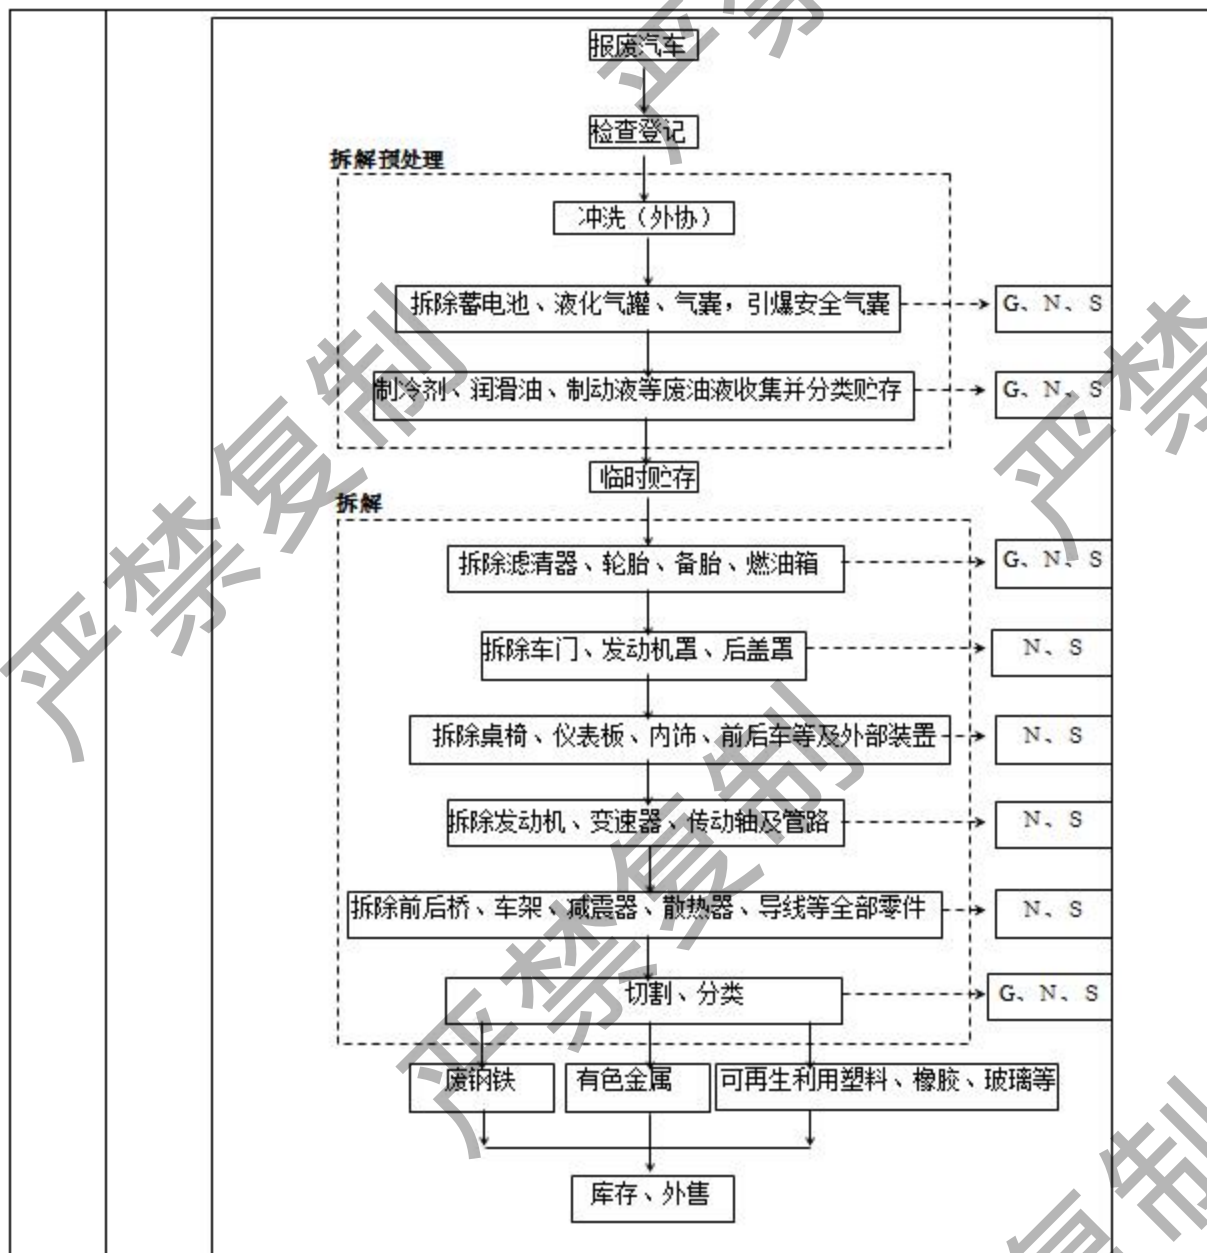 报废汽车
检查登记
拆解预处理
冲洗（外协）
拆除蓄电池、液化气罐、气囊，引爆安全气囊
G、N、S
制冷剂、润滑油、制动液等废油液收集并分类贮存
G、N、S
临时贮存
拆解
拆除滤清器、轮胎、备胎、燃油箱
G、N、S
拆除车门、发动机罩、后盖罩
N、S
拆除桌椅、仪表板、内饰、前后车等及外部装置
N、S
拆除发动机、变速器、传动轴及管路
N、S
拆除前后桥、车架、减震器、散热器、导线等全部零件
N、S
切割、分类
G、N、S
废钢铁
有色金属
可再生利用塑料、橡胶、玻璃等
库存、外售
严禁
严禁复制
严禁
严禁复制
复制